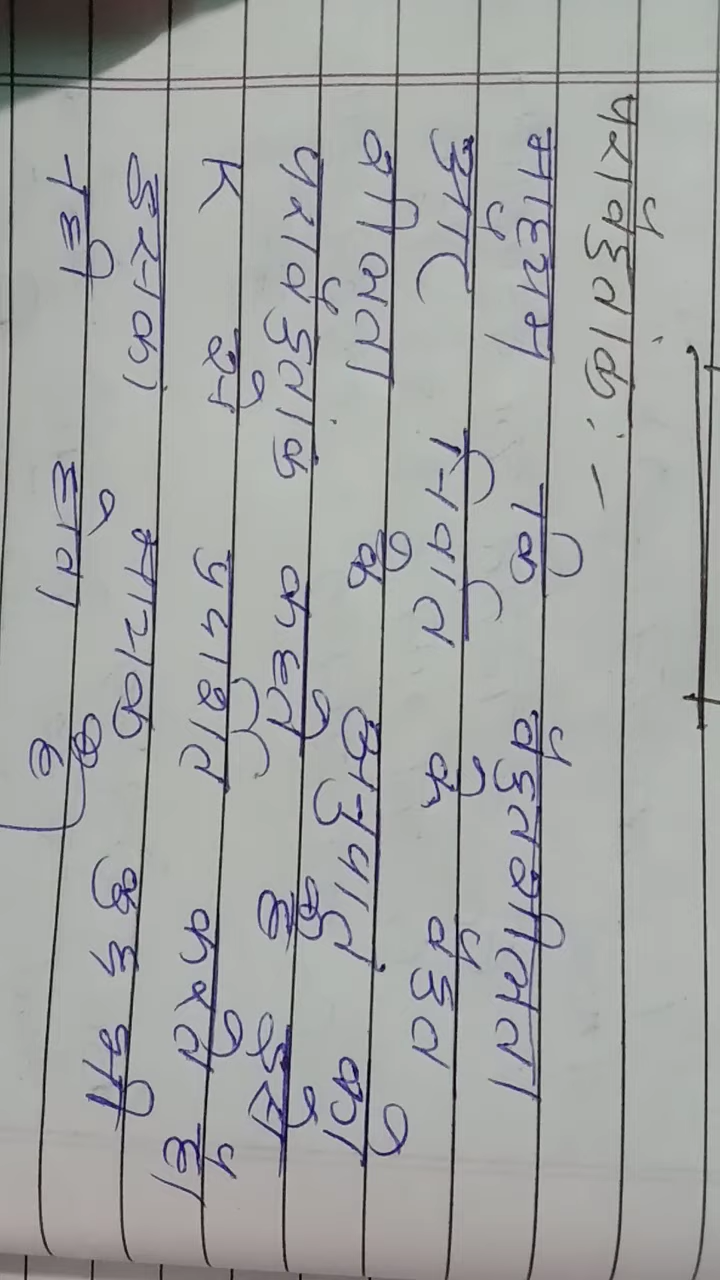 परावैद्युतांक :-
माध्यम कि वैद्युतशीलता
और निर्वात के वैद्युत
शीलता के अनुपात को
परावैद्युतांक कहते है इसे
K से प्रदर्शित करते है।
इसका मात्रक कुछ भी
नही होता है